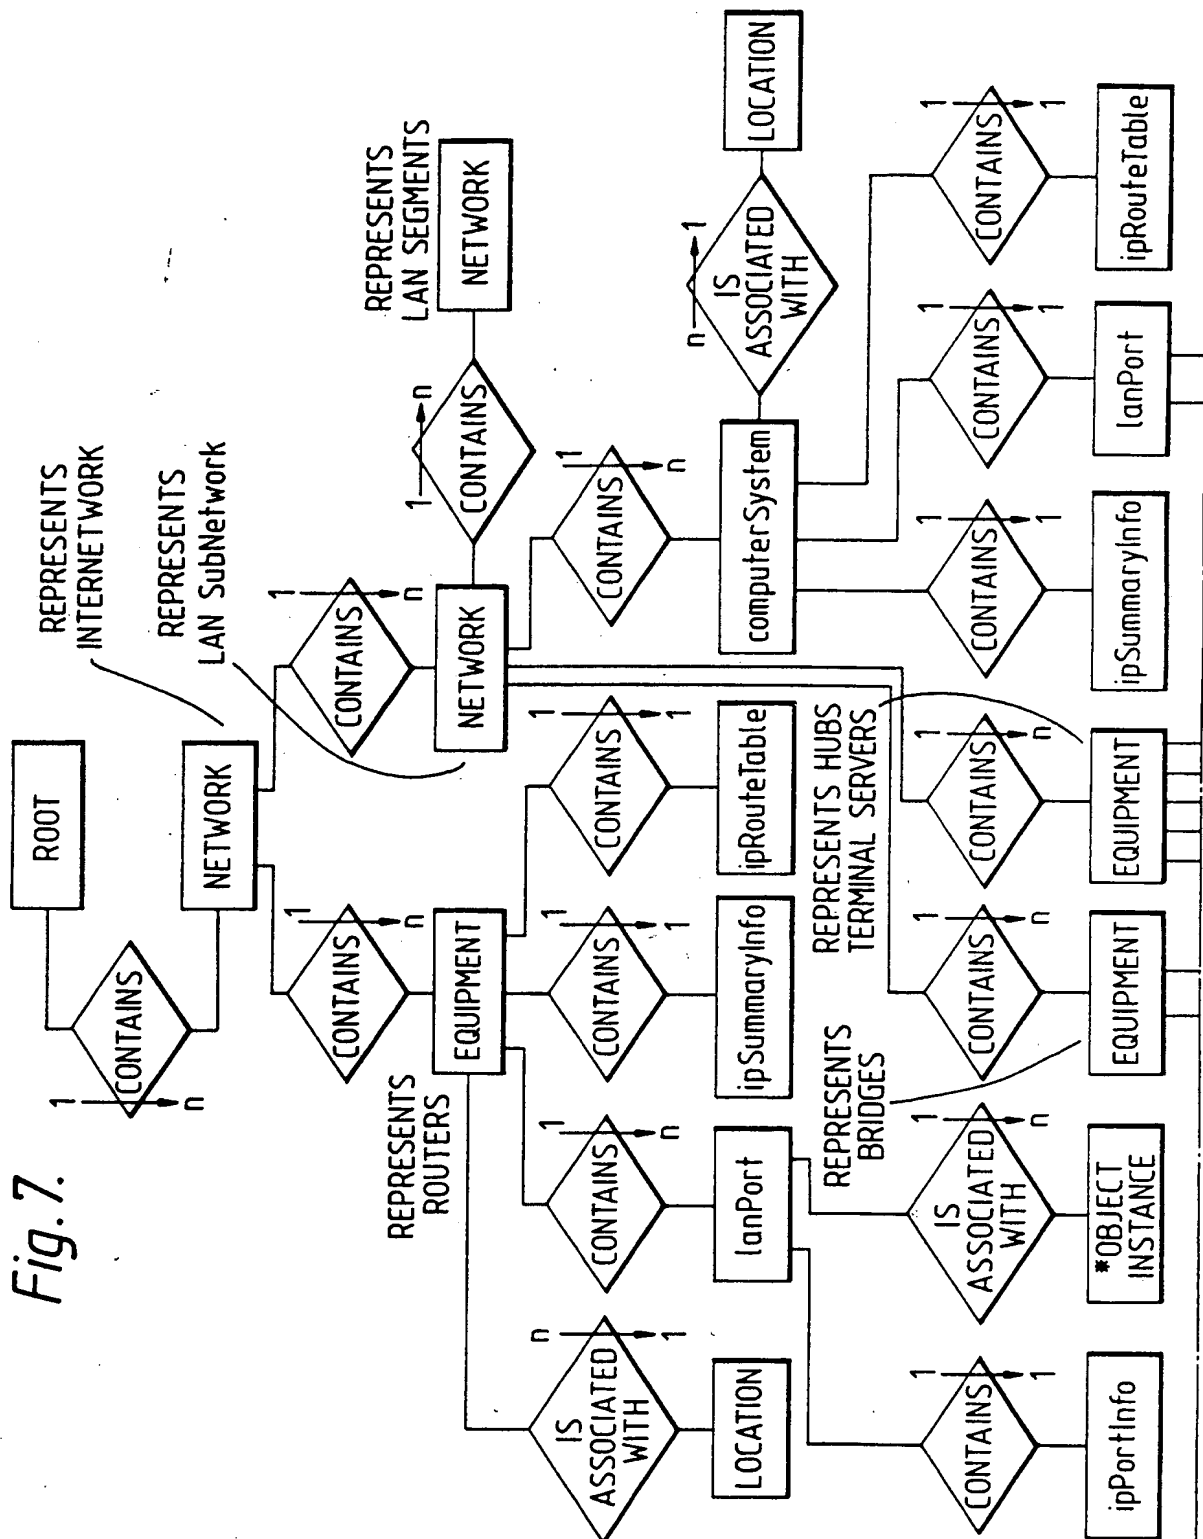 Fig. 7.
ROOT
1
CONTAINS
n
REPRESENTS
INTERNETWORK
NETWORK
REPRESENTS
LAN SubNetwork
1
CONTAINS
n
1
CONTAINS
n
REPRESENTS
LAN SEGMENTS
REPRESENTS
ROUTERS
EQUIPMENT
NETWORK
1
n
CONTAINS
NETWORK
n
IS
ASSOCIATED
WITH
1
1
CONTAINS
n
1
CONTAINS
1
1
CONTAINS
1
1
CONTAINS
n
LOCATION
lanPort
ipSummaryInfo
ipRouteTable
computerSystem
n
1
IS
ASSOCIATED
WITH
LOCATION
REPRESENTS
BRIDGES
REPRESENTS HUBS
TERMINAL SERVERS
1
CONTAINS
1
1
IS
ASSOCIATED
WITH
n
1
CONTAINS
n
1
CONTAINS
n
1
CONTAINS
1
1
CONTAINS
1
1
CONTAINS
1
ipPortInfo
*OBJECT
INSTANCE
EQUIPMENT
EQUIPMENT
ipSummaryInfo
lanPort
ipRouteTable